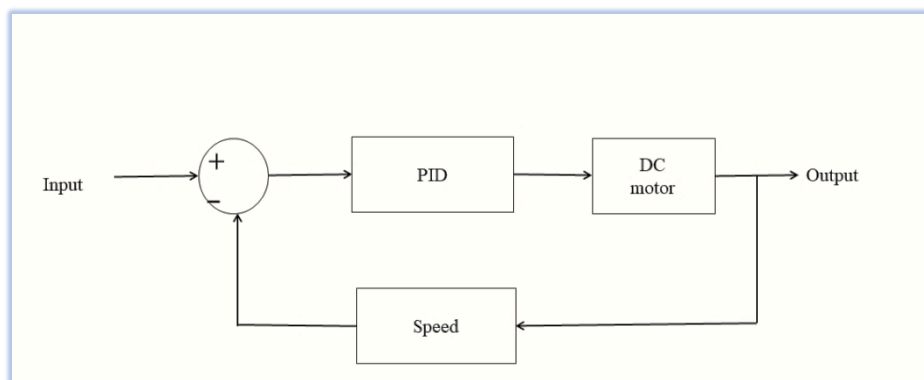 Input
+
−
PID
DC
motor
Output
Speed